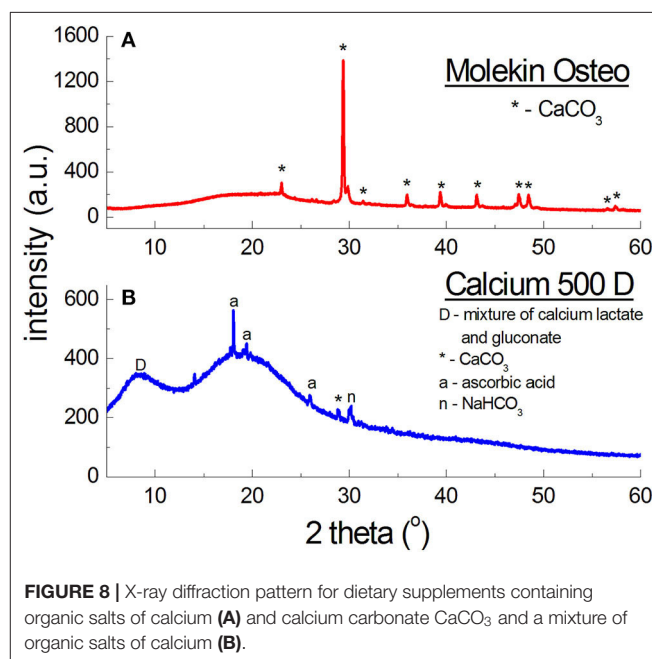 A
Molekin Osteo
* - CaCO₃
*
*
*
*
*
*
**
*
*
1600
1200
800
400
0
10 20 30 40 50 60
intensity (a.u.)
B
Calcium 500 D
D - mixture of calcium lactate
and gluconate
* - CaCO₃
a - ascorbic acid
n - NaHCO₃
D
a
a
a
*
n
600
400
200
0
10 20 30 40 50 60
2 theta (°)
FIGURE 8 | X-ray diffraction pattern for dietary supplements containing
organic salts of calcium (A) and calcium carbonate CaCO₃ and a mixture of
organic salts of calcium (B).